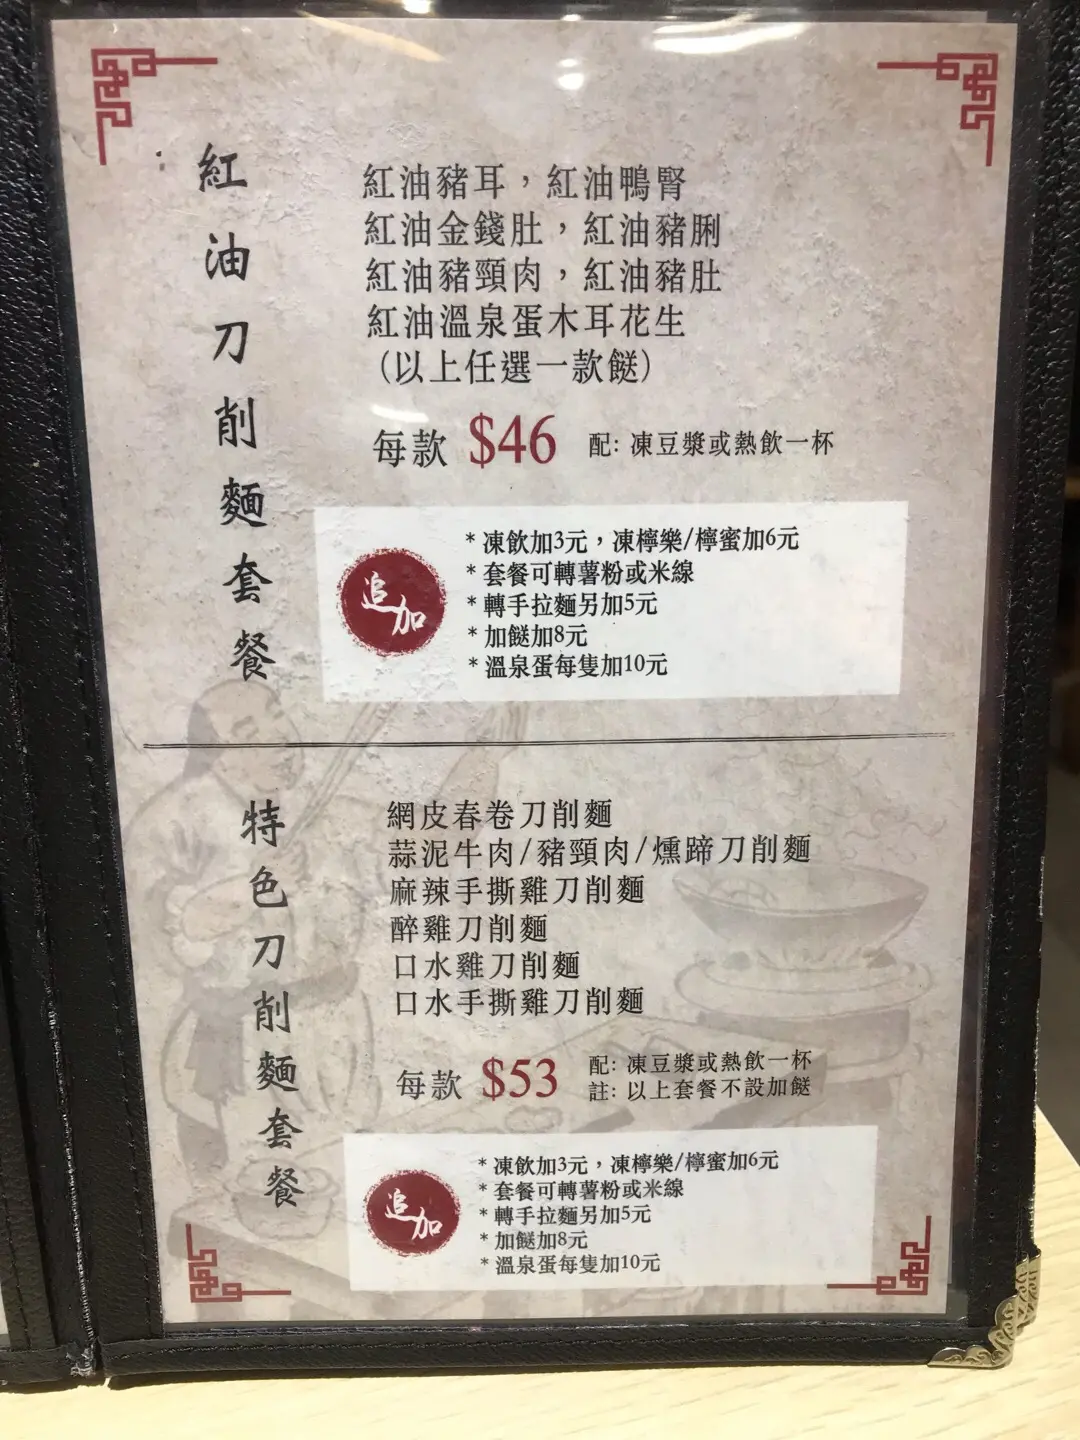 紅油刀削麵套餐
紅油豬耳，紅油鴨腎
紅油金錢肚，紅油豬脷
紅油豬頸肉，紅油豬肚
紅油溫泉蛋木耳花生
(以上任選一款餸)
每款 $46 配: 凍豆漿或熱飲一杯
追加
* 凍飲加3元，凍檸樂/檸蜜加6元
* 套餐可轉薯粉或米線
* 轉手拉麵另加5元
* 加餸加8元
* 溫泉蛋每隻加10元
特色刀削麵套餐
網皮春卷刀削麵
蒜泥牛肉/豬頸肉/燻蹄刀削麵
麻辣手撕雞刀削麵
醉雞刀削麵
口水雞刀削麵
口水手撕雞刀削麵
每款 $53 配: 凍豆漿或熱飲一杯
註: 以上套餐不設加餸
追加
* 凍飲加3元，凍檸樂/檸蜜加6元
* 套餐可轉薯粉或米線
* 轉手拉麵另加5元
* 加餸加8元
* 溫泉蛋每隻加10元